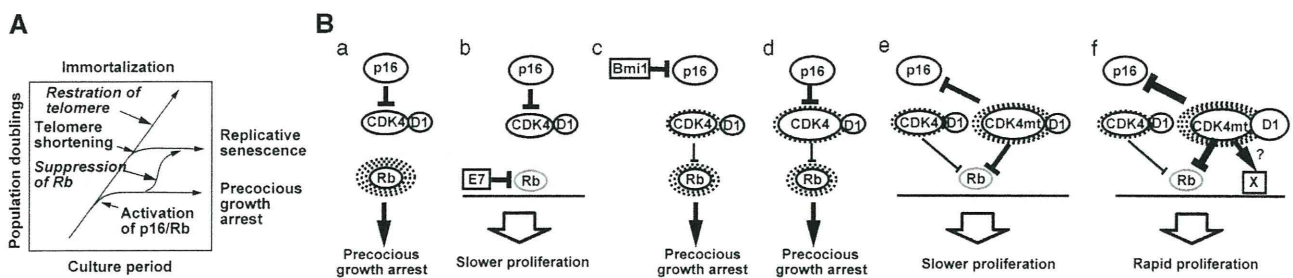 A
Immortalization
Population doublings
Restration of
telomere
Telomere
shortening
Suppression
of Rb
Activation
of p16/Rb
Replicative
senescence
Precocious
growth
arrest
Culture period
B
a
p16
CDK4 D1
Rb
Precocious
growth arrest
b
p16
CDK4 D1
E7 Rb
Slower proliferation
c
Bmi1 p16
CDK4 D1
Rb
Precocious
growth arrest
d
p16
CDK4 D1
Rb
Precocious
growth arrest
e
p16
CDK4 D1 CDK4mt D1
Rb
Slower proliferation
f
p16
CDK4 D1 CDK4mt D1
?
Rb X
Rapid proliferation